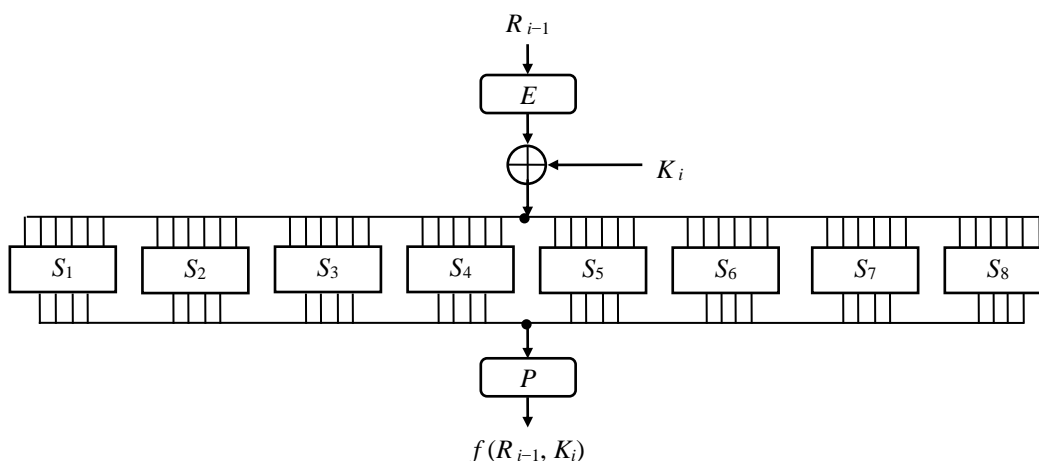 R i–1
E
K i
S1 S2 S3 S4 S5 S6 S7 S8
P
f (R i–1, Ki)